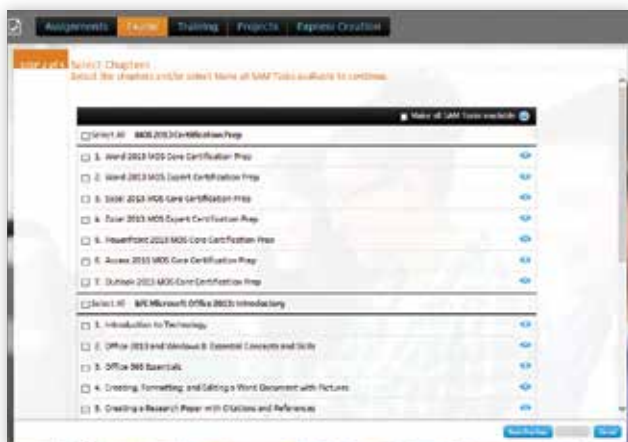 Assignments Exams Training Projects Express Creation
Select Chapters
Select the chapters and/or select Make all SAM Tasks available to continue.
Make all SAM Tasks available
Select All MOS 2013 Certification Prep
1. Word 2013 MOS Core Certification Prep
2. Word 2013 MOS Expert Certification Prep
3. Excel 2013 MOS Core Certification Prep
4. Excel 2013 MOS Expert Certification Prep
5. PowerPoint 2013 MOS Core Certification Prep
6. Access 2013 MOS Core Certification Prep
7. Outlook 2013 MOS Core Certification Prep
Select All Microsoft Office 2013: Introductory
1. Introduction to Technology
2. Office 2013 and Windows 8: Essential Concepts and Skills
3. Office 365 Essentials
4. Creating, Formatting, and Editing a Word Document with Pictures
5. Creating a Research Paper with Citations and References
Cancel